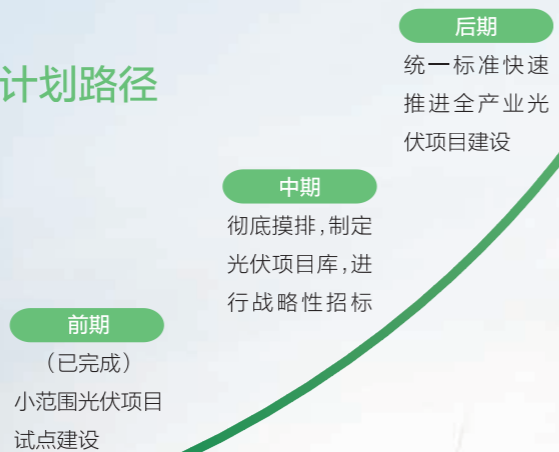 计划路径
后期
统一标准快速
推进全产业光
伏项目建设
中期
彻底摸排,制定
光伏项目库,进
行战略性招标
前期
（已完成）
小范围光伏项目
试点建设